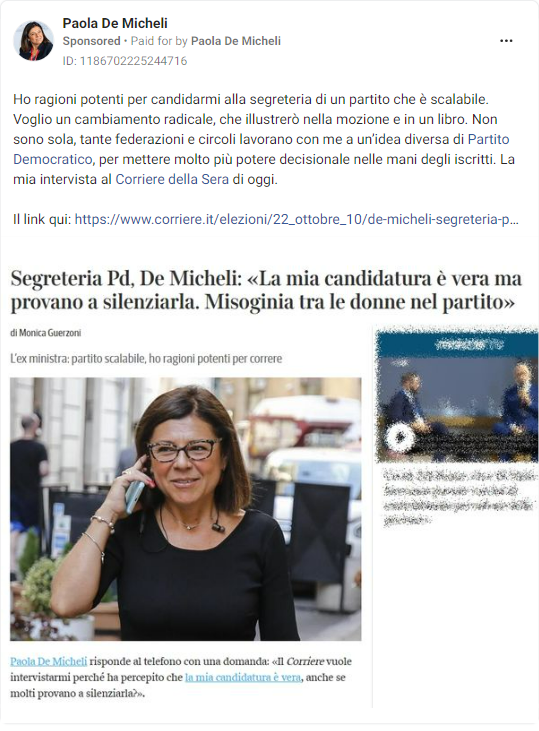 Paola De Micheli
Sponsored • Paid for by Paola De Micheli
ID: 1186702225244716
Ho ragioni potenti per candidarmi alla segreteria di un partito che è scalabile.
Voglio un cambiamento radicale, che illustrerò nella mozione e in un libro. Non
sono sola, tante federazioni e circoli lavorano con me a un'idea diversa di Partito
Democratico, per mettere molto più potere decisionale nelle mani degli iscritti. La
mia intervista al Corriere della Sera di oggi.
Il link qui: https://www.corriere.it/elezioni/22_ottobre_10/de-micheli-segreteria-p...
Segreteria Pd, De Micheli: «La mia candidatura è vera ma
provano a silenziarla. Misoginia tra le donne nel partito»
di Monica Guerzoni
L'ex ministra: partito scalabile, ho ragioni potenti per correre
Paola De Micheli risponde al telefono con una domanda: «Il Corriere vuole
intervistarmi perché ha percepito che la mia candidatura è vera, anche se
molti provano a silenziarla?».